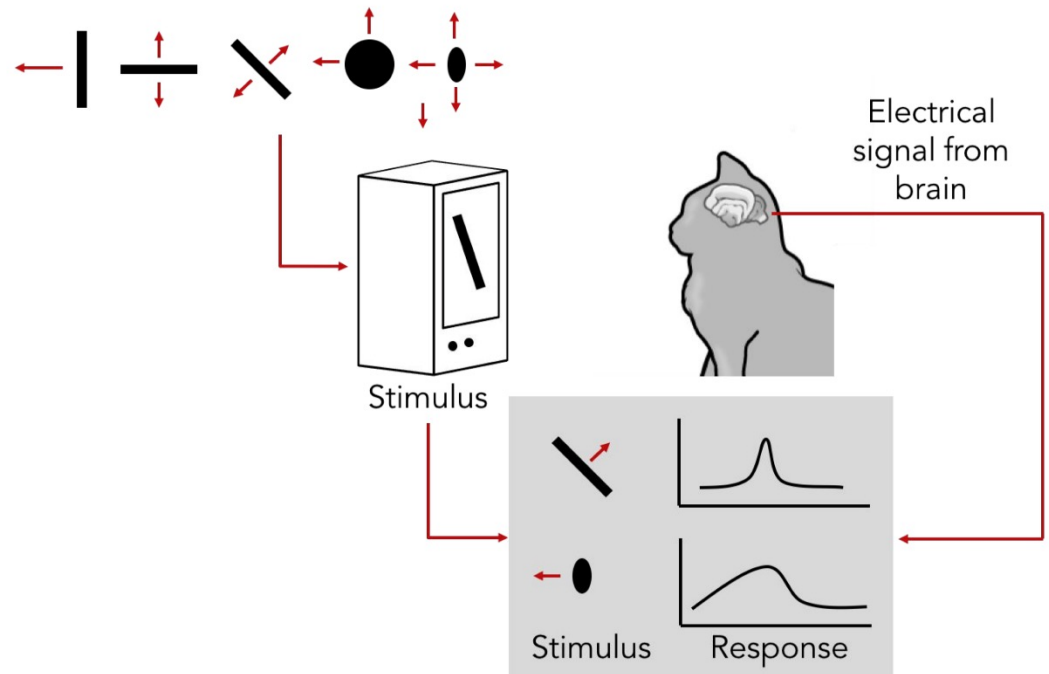 Electrical
signal from
brain
Stimulus
Stimulus
Response